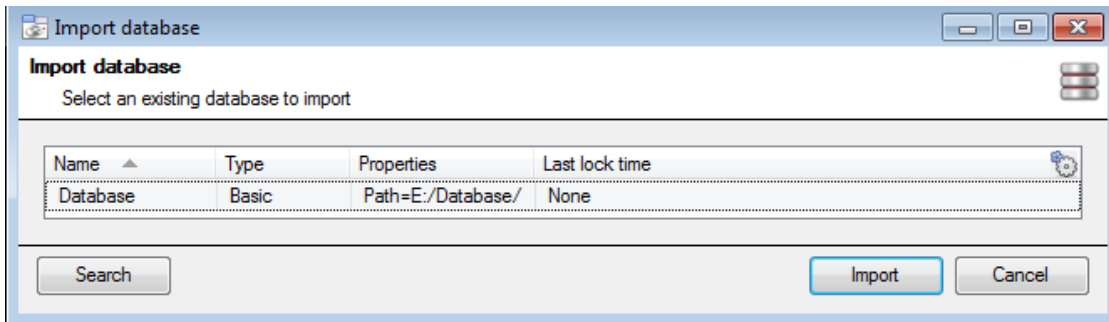 Import database
Import database
Select an existing database to import
Name Type Properties Last lock time
Database Basic Path=E:/Database/ None
Search Import Cancel